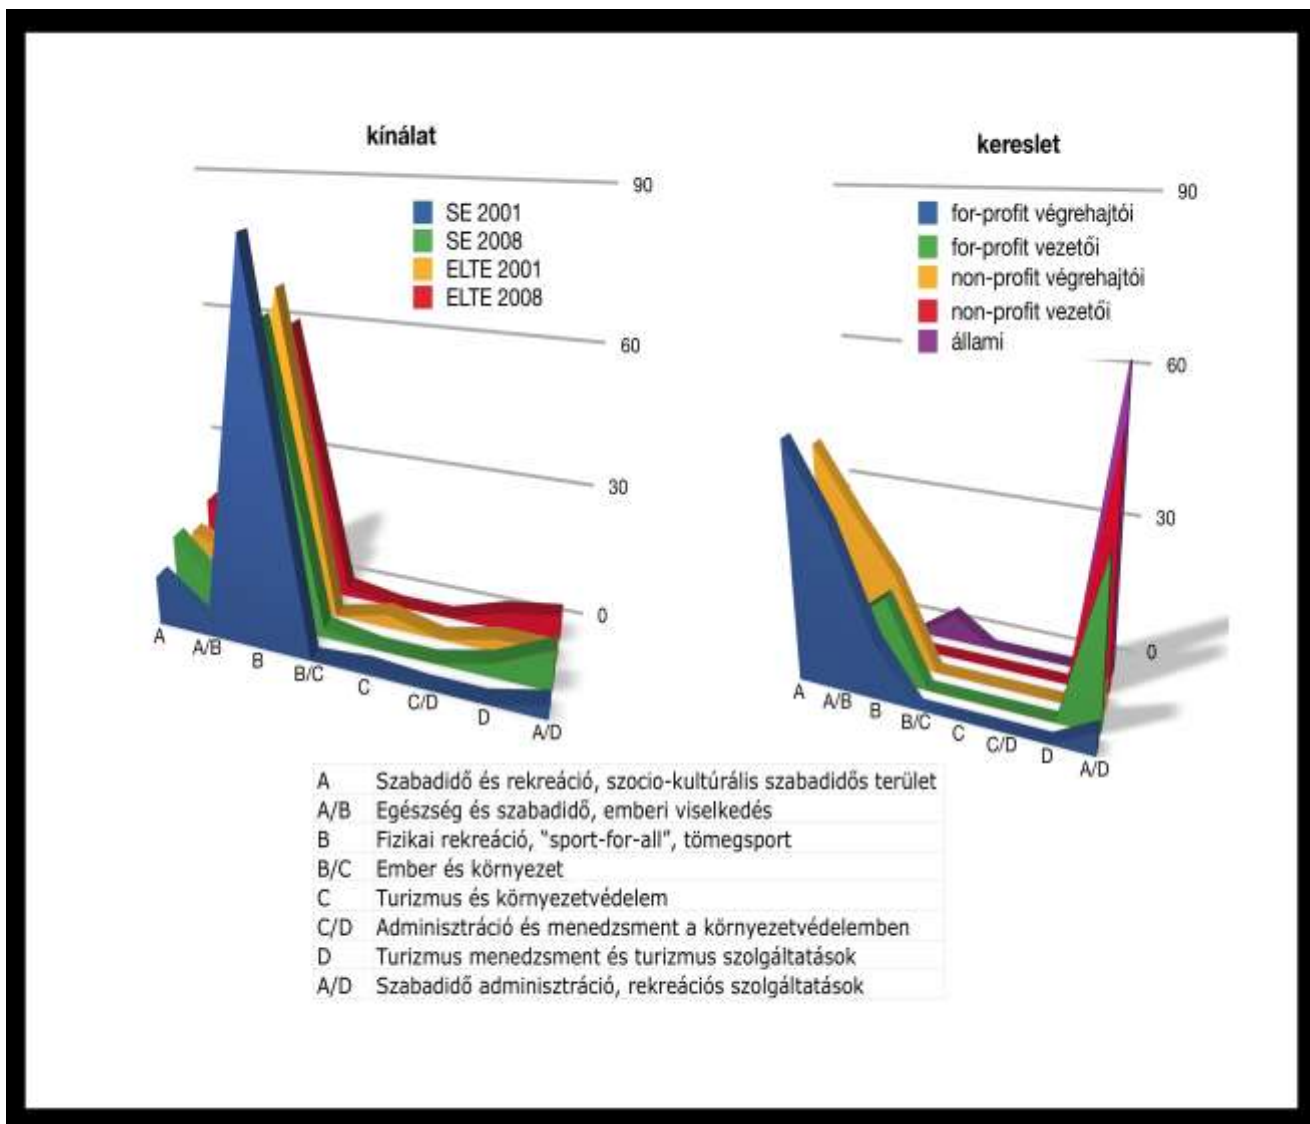 kínálat
90
SE 2001
SE 2008
ELTE 2001
ELTE 2008
60
30
0
A
A/B
B
B/C
C
C/D
D
A/D
kereslet
90
for-profit végrehajtói
for-profit vezetői
non-profit végrehajtói
non-profit vezetői
állami
60
30
0
A
A/B
B
B/C
C
C/D
D
A/D
A Szabadidő és rekreáció, szocio-kultúrális szabadidős terület
A/B Egészség és szabadidő, emberi viselkedés
B Fizikai rekreáció, “sport-for-all”, tömegsport
B/C Ember és környezet
C Turizmus és környezetvédelem
C/D Adminisztráció és menedzsment a környezetvédelemben
D Turizmus menedzsment és turizmus szolgáltatások
A/D Szabadidő adminisztráció, rekreációs szolgáltatások